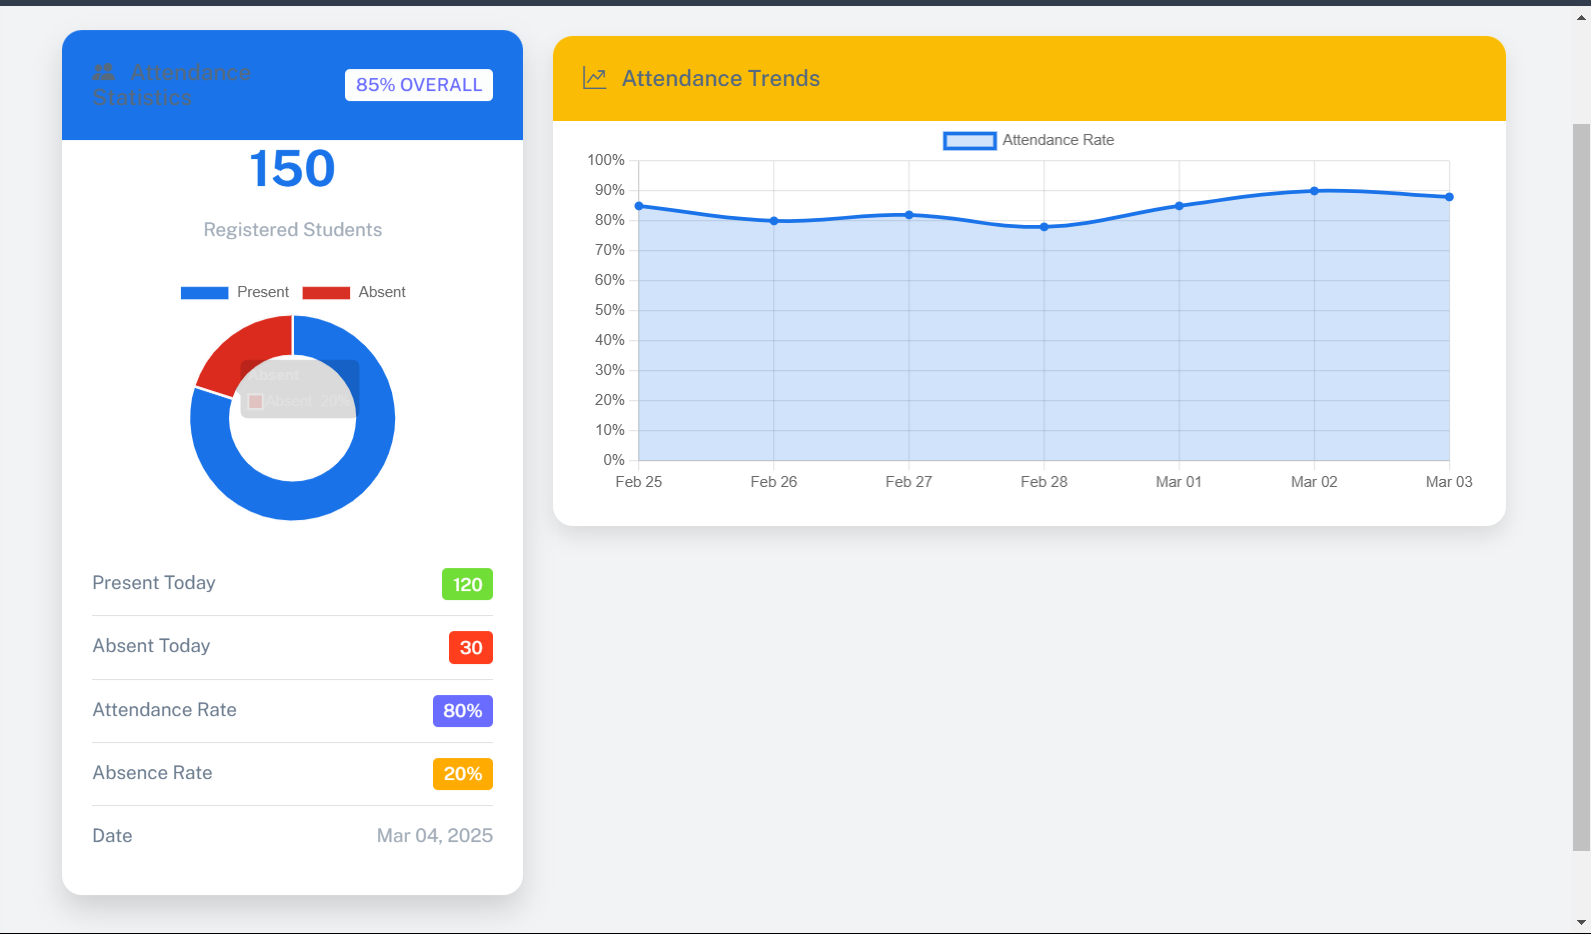 Attendance
Statistics
85% OVERALL
150
Registered Students
Present
Absent
Absent
Absent 20%
Present Today
120
Absent Today
30
Attendance Rate
80%
Absence Rate
20%
Date
Mar 04, 2025
Attendance Trends
Attendance Rate
100%
90%
80%
70%
60%
50%
40%
30%
20%
10%
0%
Feb 25
Feb 26
Feb 27
Feb 28
Mar 01
Mar 02
Mar 03